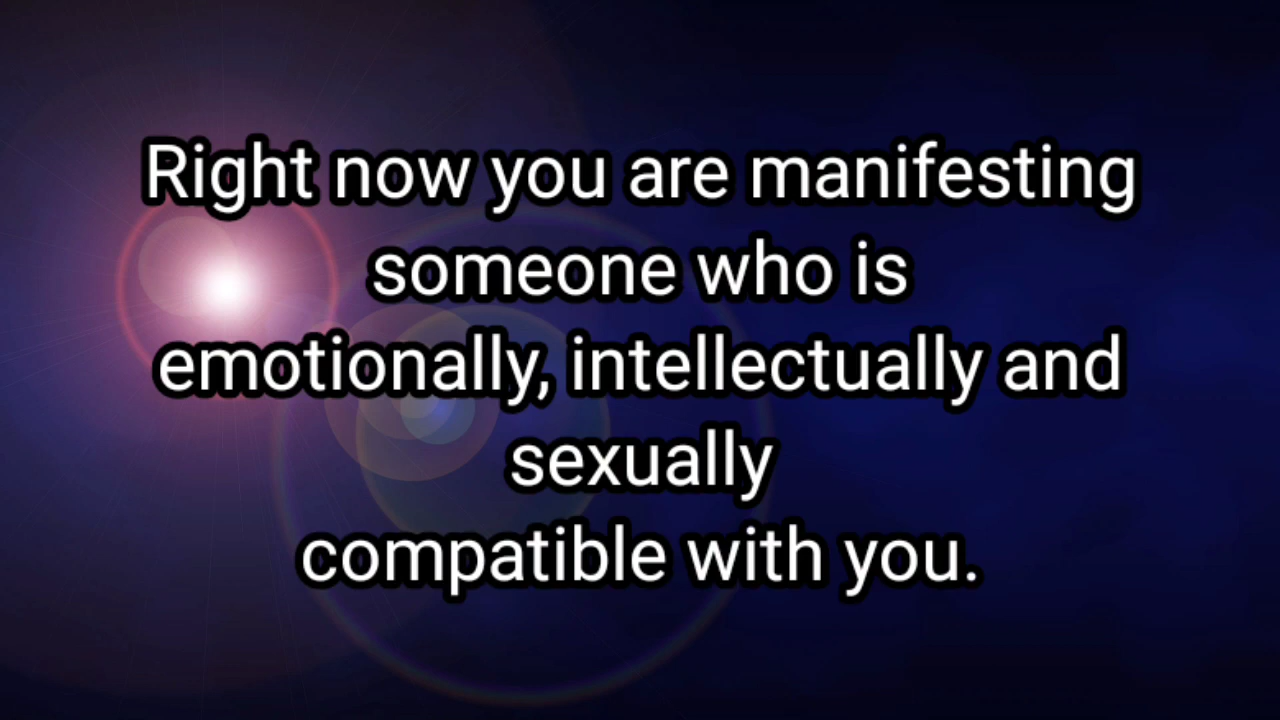 Right now you are manifesting
someone who is
emotionally, intellectually and
sexually
compatible with you.